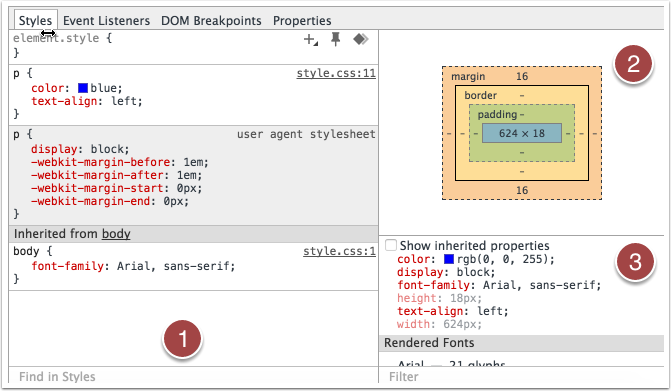 Styles Event Listeners DOM Breakpoints Properties
element.style {
}
p { style.css:11
color: blue;
text-align: left;
}
p { user agent stylesheet
display: block;
-webkit-margin-before: 1em;
-webkit-margin-after: 1em;
-webkit-margin-start: 0px;
-webkit-margin-end: 0px;
}
Inherited from body
body { style.css:1
font-family: Arial, sans-serif;
}
1
Find in Styles
2
margin 16
border -
padding -
- - - 624 × 18 - - -
-
-
16
Show inherited properties
3
color: rgb(0, 0, 255);
display: block;
font-family: Arial, sans-serif;
height: 18px;
text-align: left;
width: 624px;
Rendered Fonts
Arial — 21 glyphs
Filter